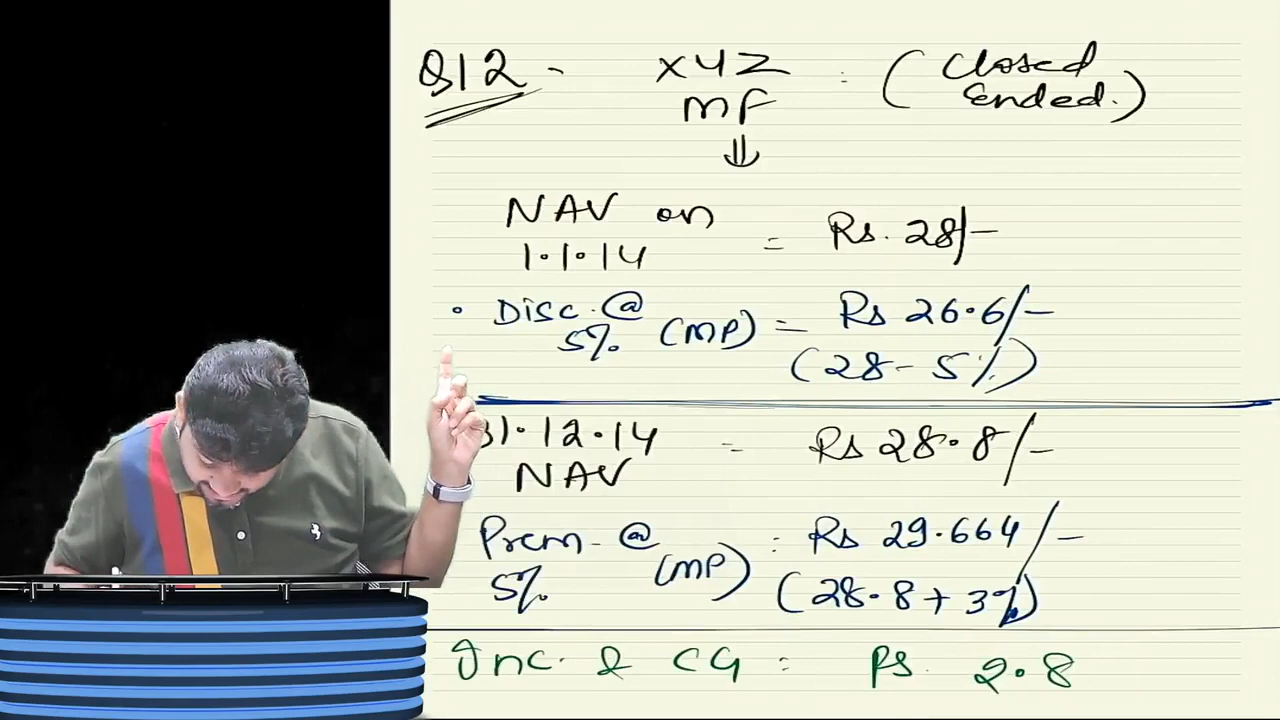 Q12 - XYZ MF : (Closed Ended.)
⇓
NAV on 1.1.14 = Rs. 28/-
• Disc. @ 5% (MP) = Rs 26.6/-
(28 - 5%)
31.12.14 NAV = Rs 28.8/-
Prem. @ 5% (MP) : Rs 29.664/-
(28.8 + 3%)
Inc. & CG : Rs. 2.8